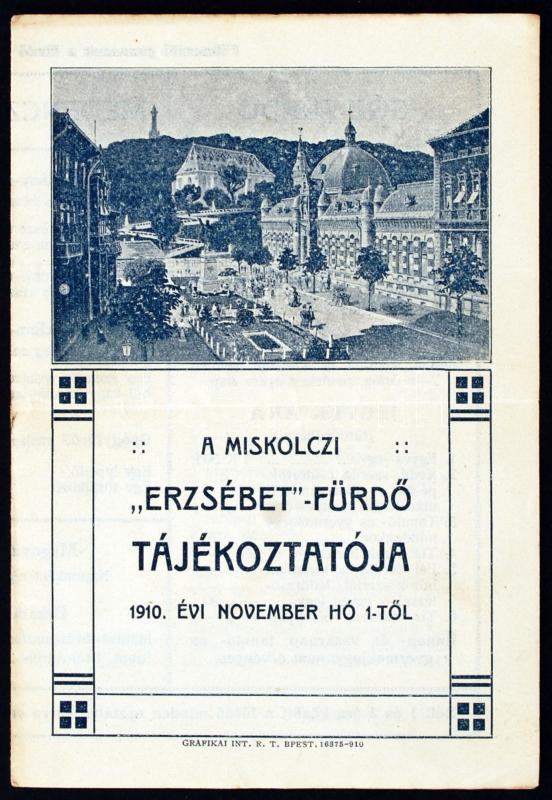 A MISKOLCZI
„ERZSÉBET"-FÜRDŐ
TÁJÉKOZTATÓJA
1910. ÉVI NOVEMBER HÓ 1-TŐL
GRAFIKAI INT. R. T. BPEST. 16375-910